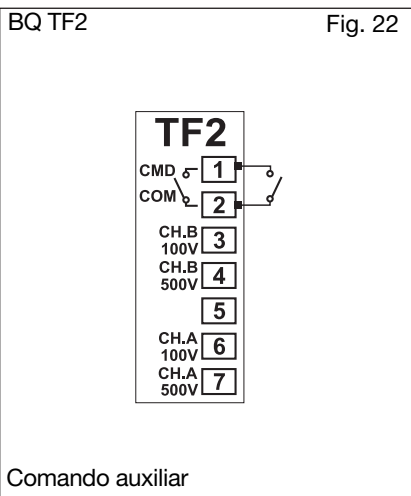 BQ TF2 Fig. 22
TF2
CMD 1
COM 2
CH.B
100V 3
CH.B
500V 4
5
CH.A
100V 6
CH.A
500V 7
Comando auxiliar